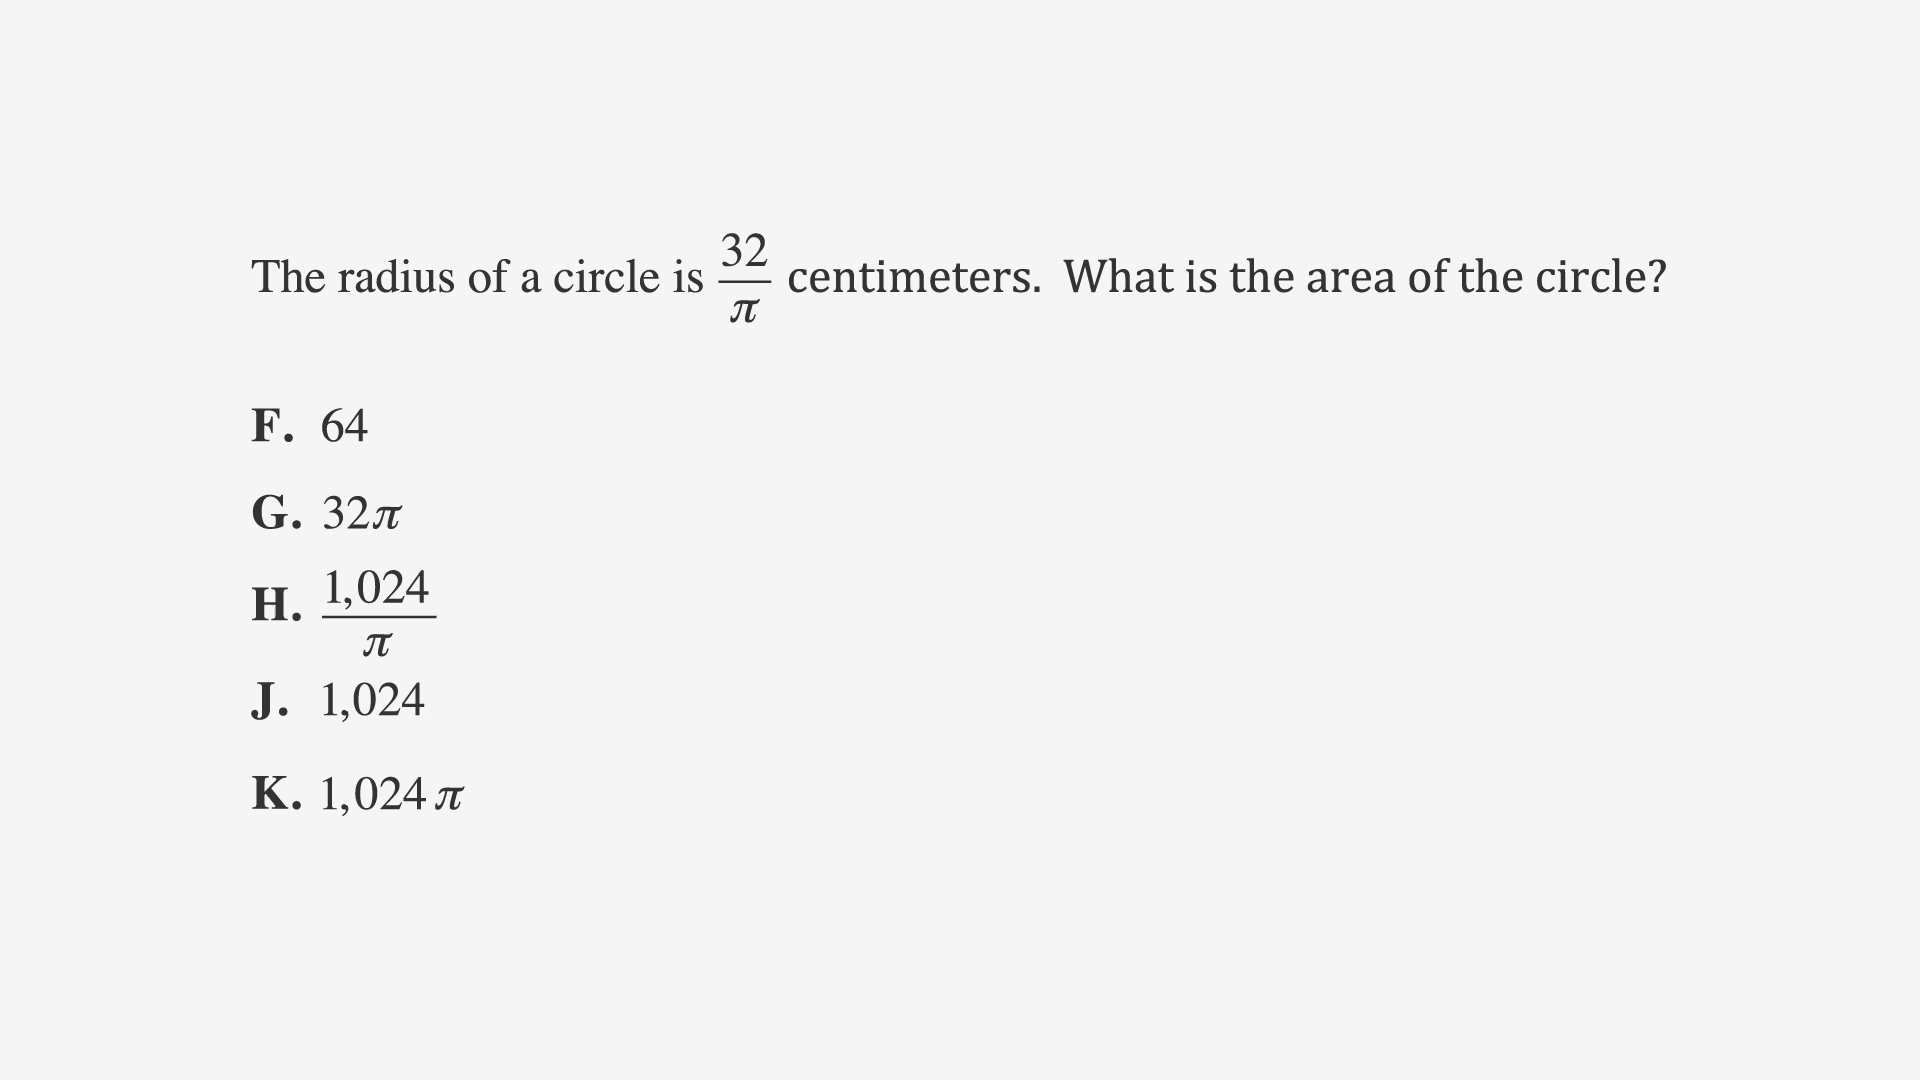 The radius of a circle is 32/π centimeters.  What is the area of the circle?
F. 64
G. 32π
H. 1,024/π
J. 1,024
K. 1,024 π